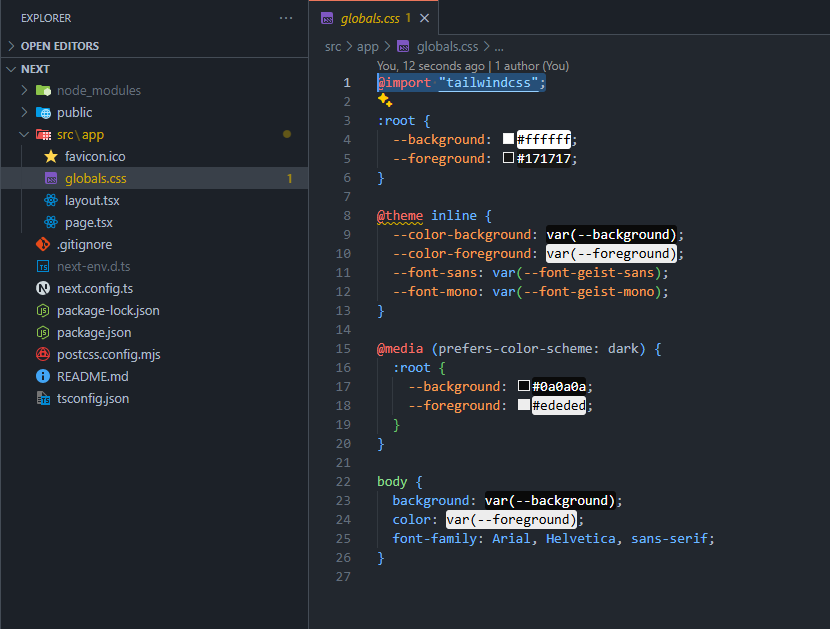 EXPLORER
OPEN EDITORS
NEXT
node_modules
public
src\app
favicon.ico
globals.css 1
layout.tsx
page.tsx
.gitignore
next-env.d.ts
next.config.ts
package-lock.json
package.json
postcss.config.mjs
README.md
tsconfig.json
globals.css 1
src > app > globals.css > ...
You, 12 seconds ago | 1 author (You)
1 @import "tailwindcss";
2
3 :root {
4   --background: #ffffff;
5   --foreground: #171717;
6 }
7
8 @theme inline {
9   --color-background: var(--background);
10   --color-foreground: var(--foreground);
11   --font-sans: var(--font-geist-sans);
12   --font-mono: var(--font-geist-mono);
13 }
14
15 @media (prefers-color-scheme: dark) {
16   :root {
17     --background: #0a0a0a;
18     --foreground: #ededed;
19   }
20 }
21
22 body {
23   background: var(--background);
24   color: var(--foreground);
25   font-family: Arial, Helvetica, sans-serif;
26 }
27